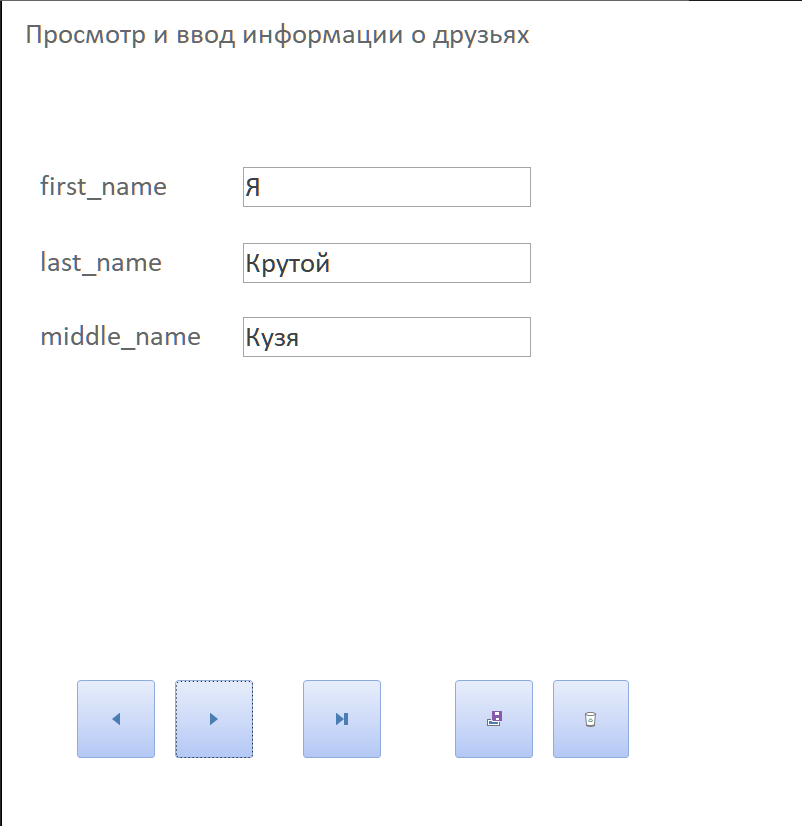 Просмотр и ввод информации о друзьях
first_name Я
last_name Крутой
middle_name Кузя